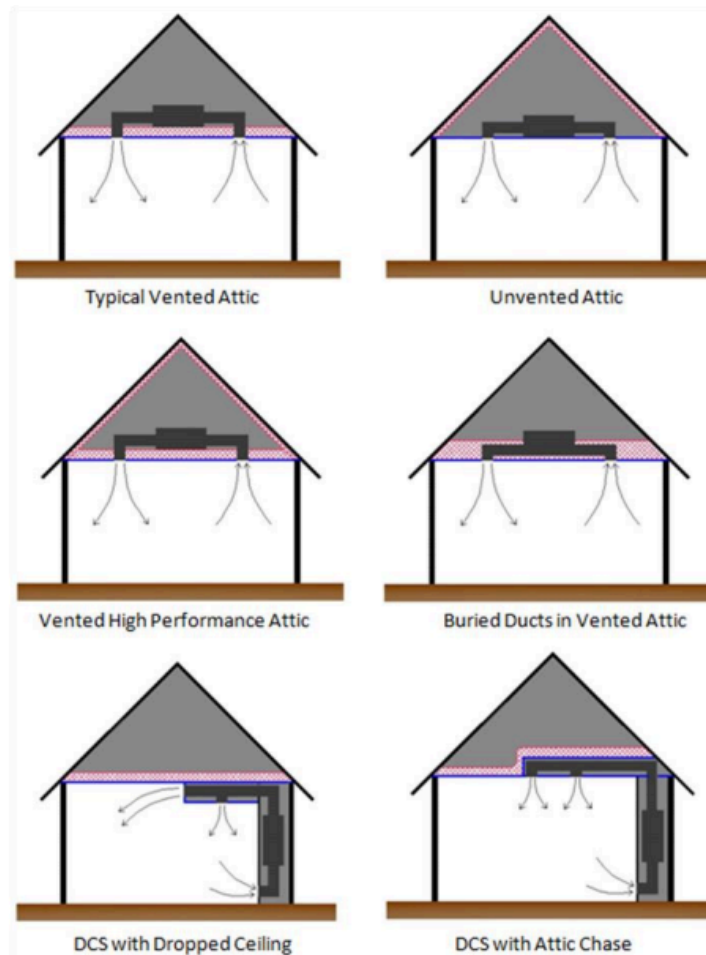 Typical Vented Attic
Unvented Attic
Vented High Performance Attic
Buried Ducts in Vented Attic
DCS with Dropped Ceiling
DCS with Attic Chase